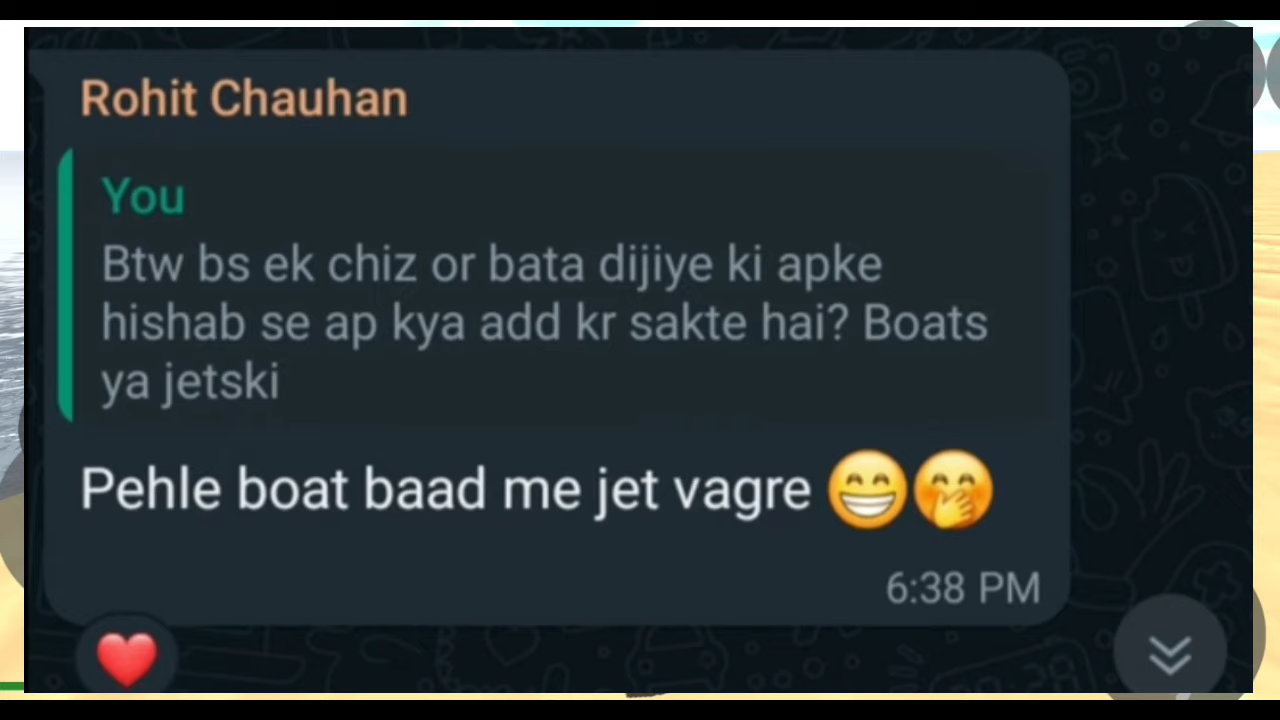 Rohit Chauhan
You
Btw bs ek chiz or bata dijiye ki apke
hishab se ap kya add kr sakte hai? Boats
ya jetski
Pehle boat baad me jet vagre 😁🤭
6:38 PM
❤️